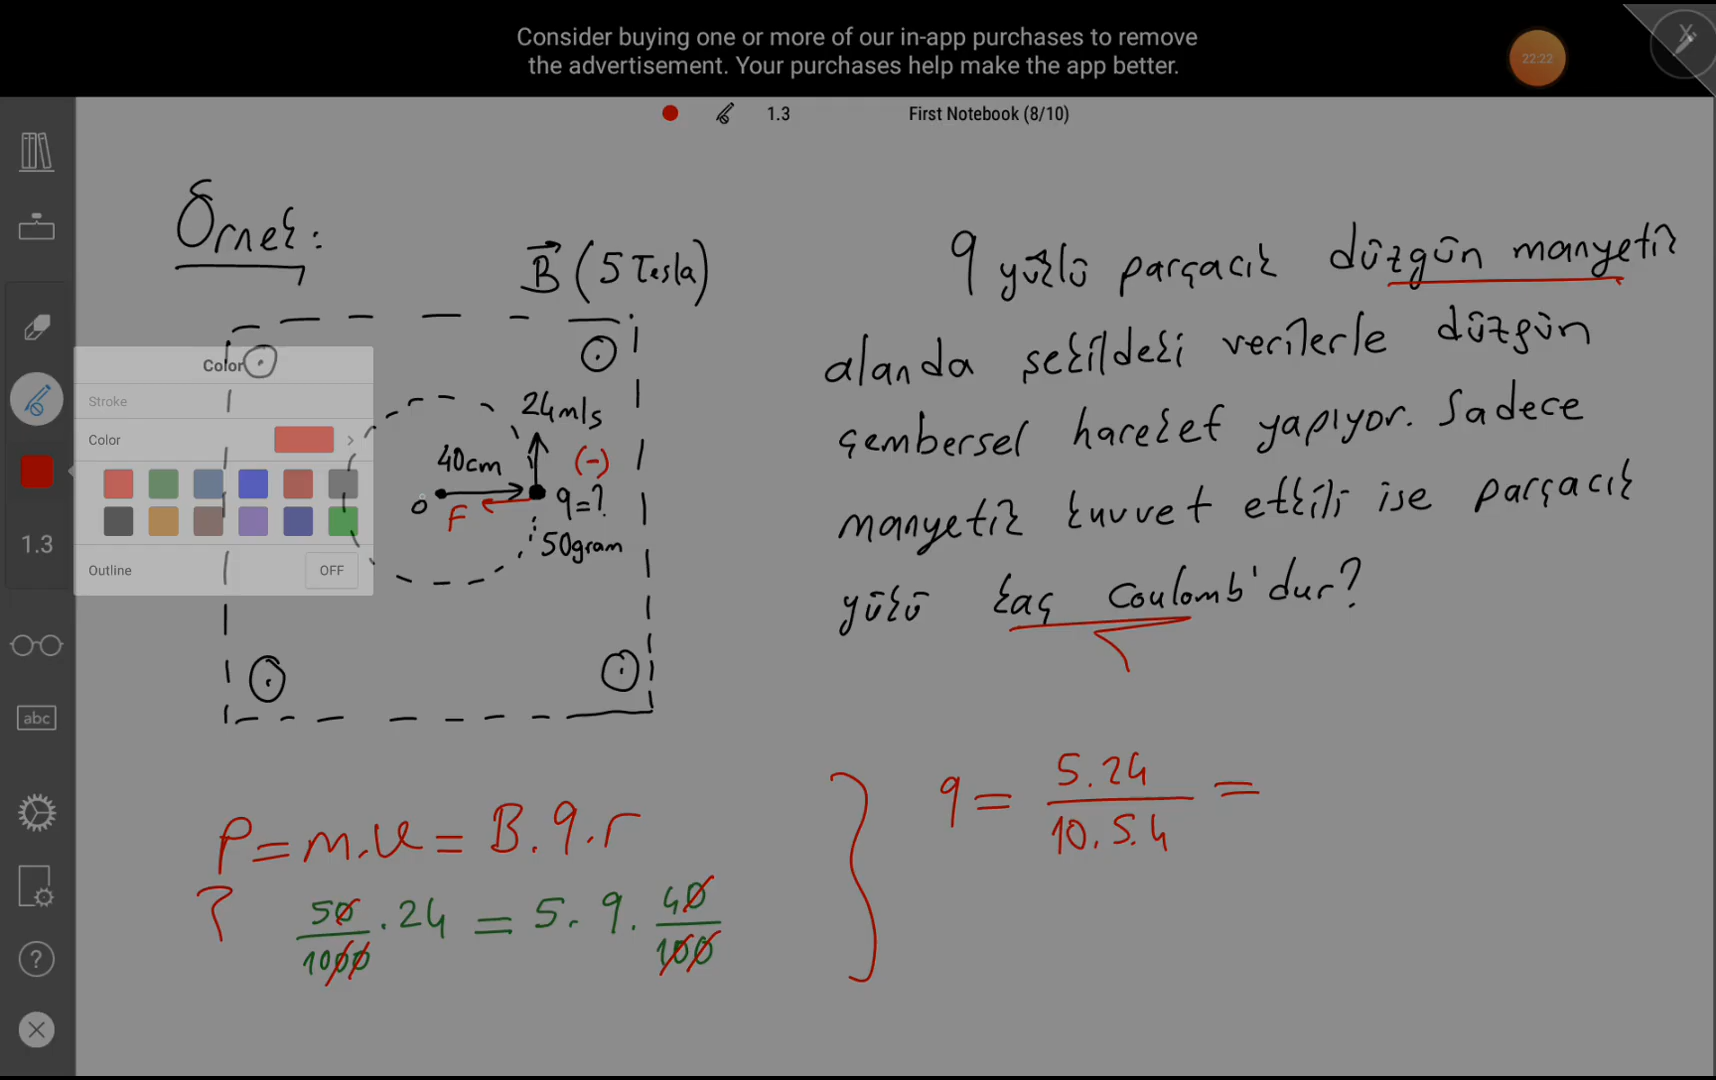 Consider buying one or more of our in-app purchases to remove
the advertisement. Your purchases help make the app better.
22:22
1.3
First Notebook (8/10)
Örnek:
B (5 Tesla)
q yüklü parçacık düzgün manyetik
alanda şekildeki verilerle düzgün
çembersel hareket yapıyor. Sadece
manyetik kuvvet etkili ise parçacık
yükü kaç Coulomb'dur?
Color
Stroke
Color
Outline
OFF
1.3
abc
24m/s
40cm
(-)
o
F
q=?
50gram
P = m.v = B.q.r
?
50/1000 . 24 = 5. q. 40/100
q = 5.24/10.5.4 =